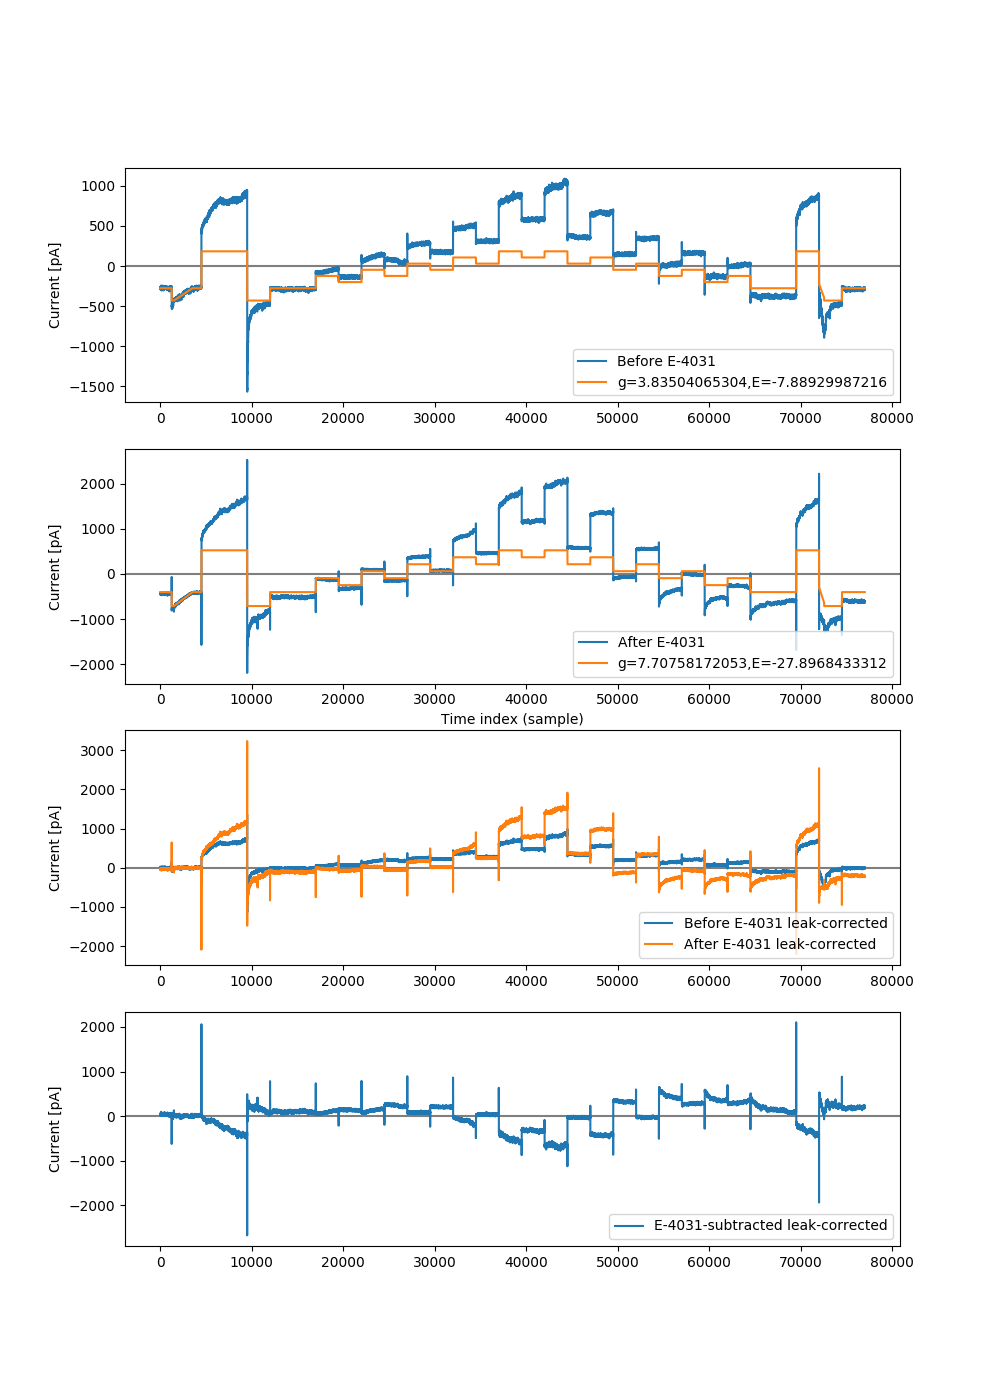 1000
500
0
−500
−1000
−1500
Current [pA]
Before E-4031
g=3.83504065304,E=-7.88929987216
0 10000 20000 30000 40000 50000 60000 70000 80000
2000
1000
0
−1000
−2000
Current [pA]
After E-4031
g=7.70758172053,E=-27.8968433312
0 10000 20000 30000 40000 50000 60000 70000 80000
Time index (sample)
3000
2000
1000
0
−1000
−2000
Current [pA]
Before E-4031 leak-corrected
After E-4031 leak-corrected
0 10000 20000 30000 40000 50000 60000 70000 80000
2000
1000
0
−1000
−2000
Current [pA]
E-4031-subtracted leak-corrected
0 10000 20000 30000 40000 50000 60000 70000 80000